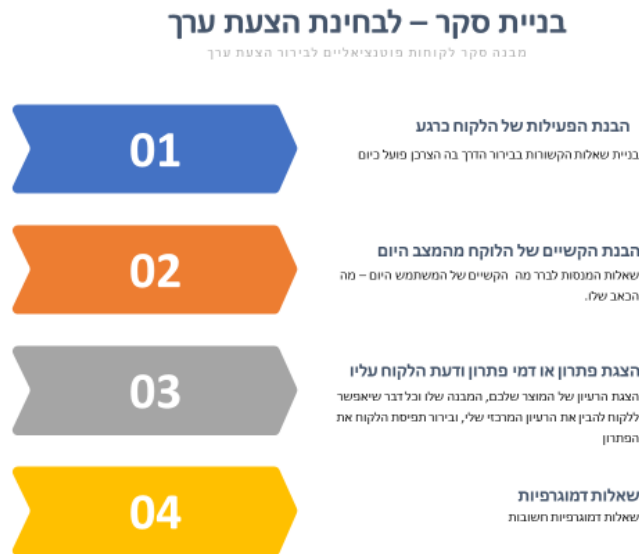 בניית סקר – לבחינת הצעת ערך
מבנה סקר לקוחות פוטנציאליים לבירור הצעת ערך
01
הבנת הפעילות של הלקוח כרגע
בניית שאלות הקשורות בבירור הדרך בה הצרכן פועל כיום
02
הבנת הקשיים של הלוקח מהמצב היום
שאלות המנסות לברר מה הקשיים של המשתמש היום – מה
הכאב שלו.
03
הצגת פתרון או דמי פתרון ודעת הלקוח עליו
הצגת הרעיון של המוצר שלכם, המבנה שלו וכל דבר שיאפשר
ללקוח להבין את הרעיון המרכזי שלי, ובירור תפיסת הלקוח את
הפתרון
04
שאלות דמוגרפיות
שאלות דמוגרפיות חשובות